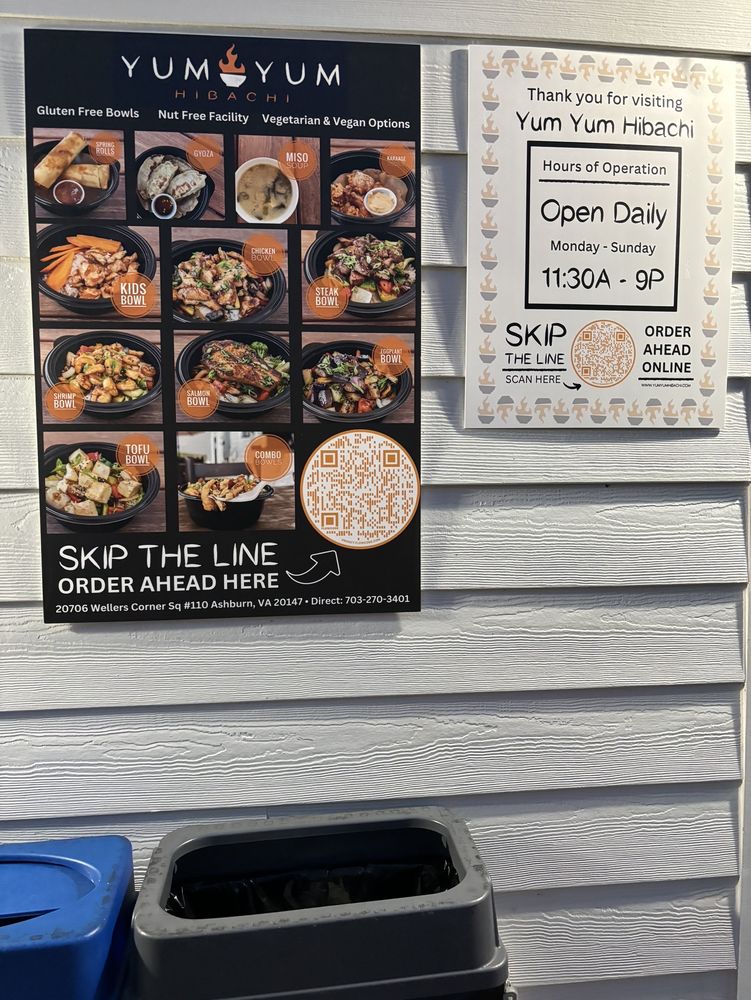 YUM YUM
HIBACHI
Gluten Free Bowls Nut Free Facility Vegetarian & Vegan Options
SPRING
ROLLS
GYOZA
MISO
SOUP
KARAAGE
KIDS
BOWL
CHICKEN
BOWL
STEAK
BOWL
SHRIMP
BOWL
SALMON
BOWL
EGGPLANT
BOWL
TOFU
BOWL
COMBO
BOWLS
SKIP THE LINE
ORDER AHEAD HERE
20706 Wellers Corner Sq #110 Ashburn, VA 20147 • Direct: 703-270-3401
Thank you for visiting
Yum Yum Hibachi
Hours of Operation
Open Daily
Monday - Sunday
11:30A - 9P
SKIP
THE LINE
SCAN HERE
ORDER
AHEAD
ONLINE
WWW.YUMYUMHIBACHI.COM